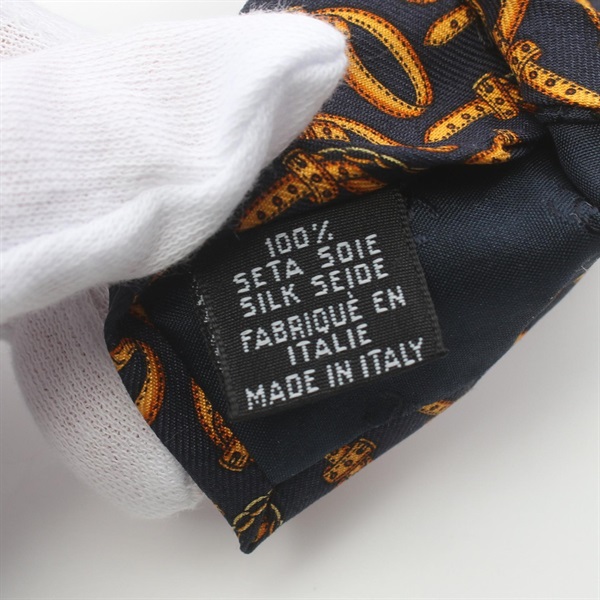 100%
SETA SOIE
SILK SEIDE
FABRIQUÉ EN
ITALIE
MADE IN ITALY